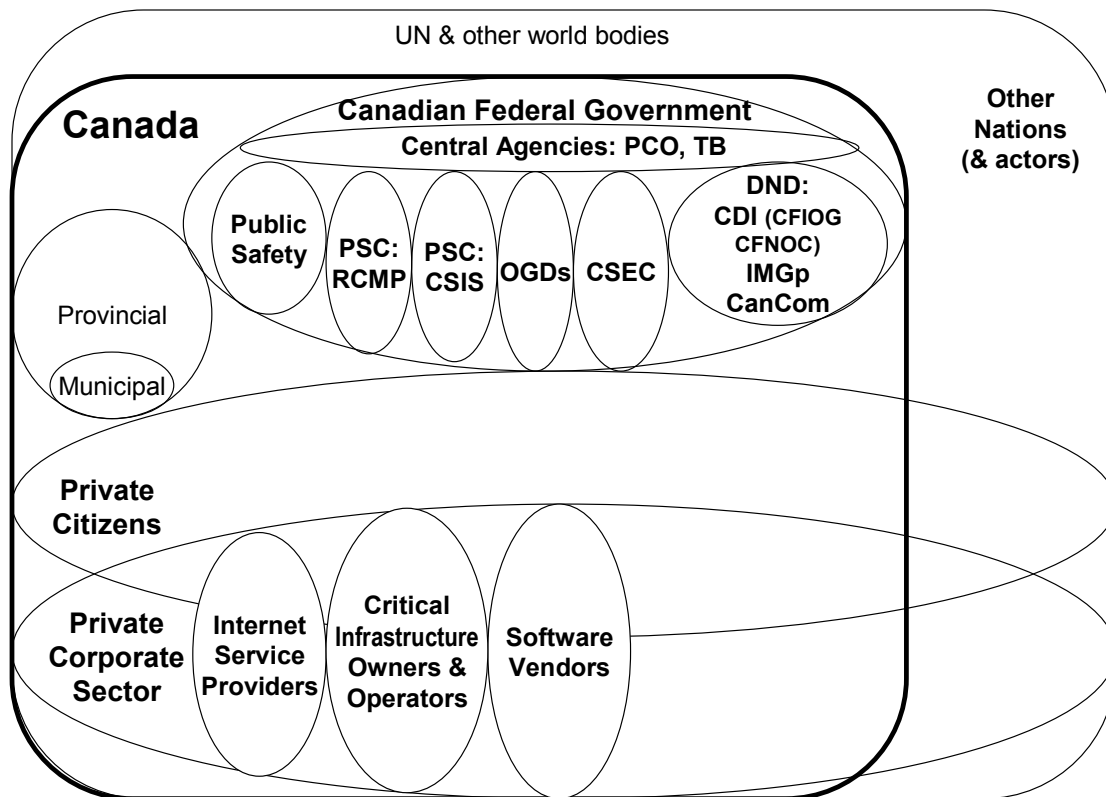 UN & other world bodies
Canada
Canadian Federal Government
Central Agencies: PCO, TB
Other
Nations
(& actors)
Public
Safety
PSC:
RCMP
PSC:
CSIS
OGDs
CSEC
DND:
CDI (CFIOG
CFNOC)
IMGp
CanCom
Provincial
Municipal
Private
Citizens
Private
Corporate
Sector
Internet
Service
Providers
Critical
Infrastructure
Owners &
Operators
Software
Vendors